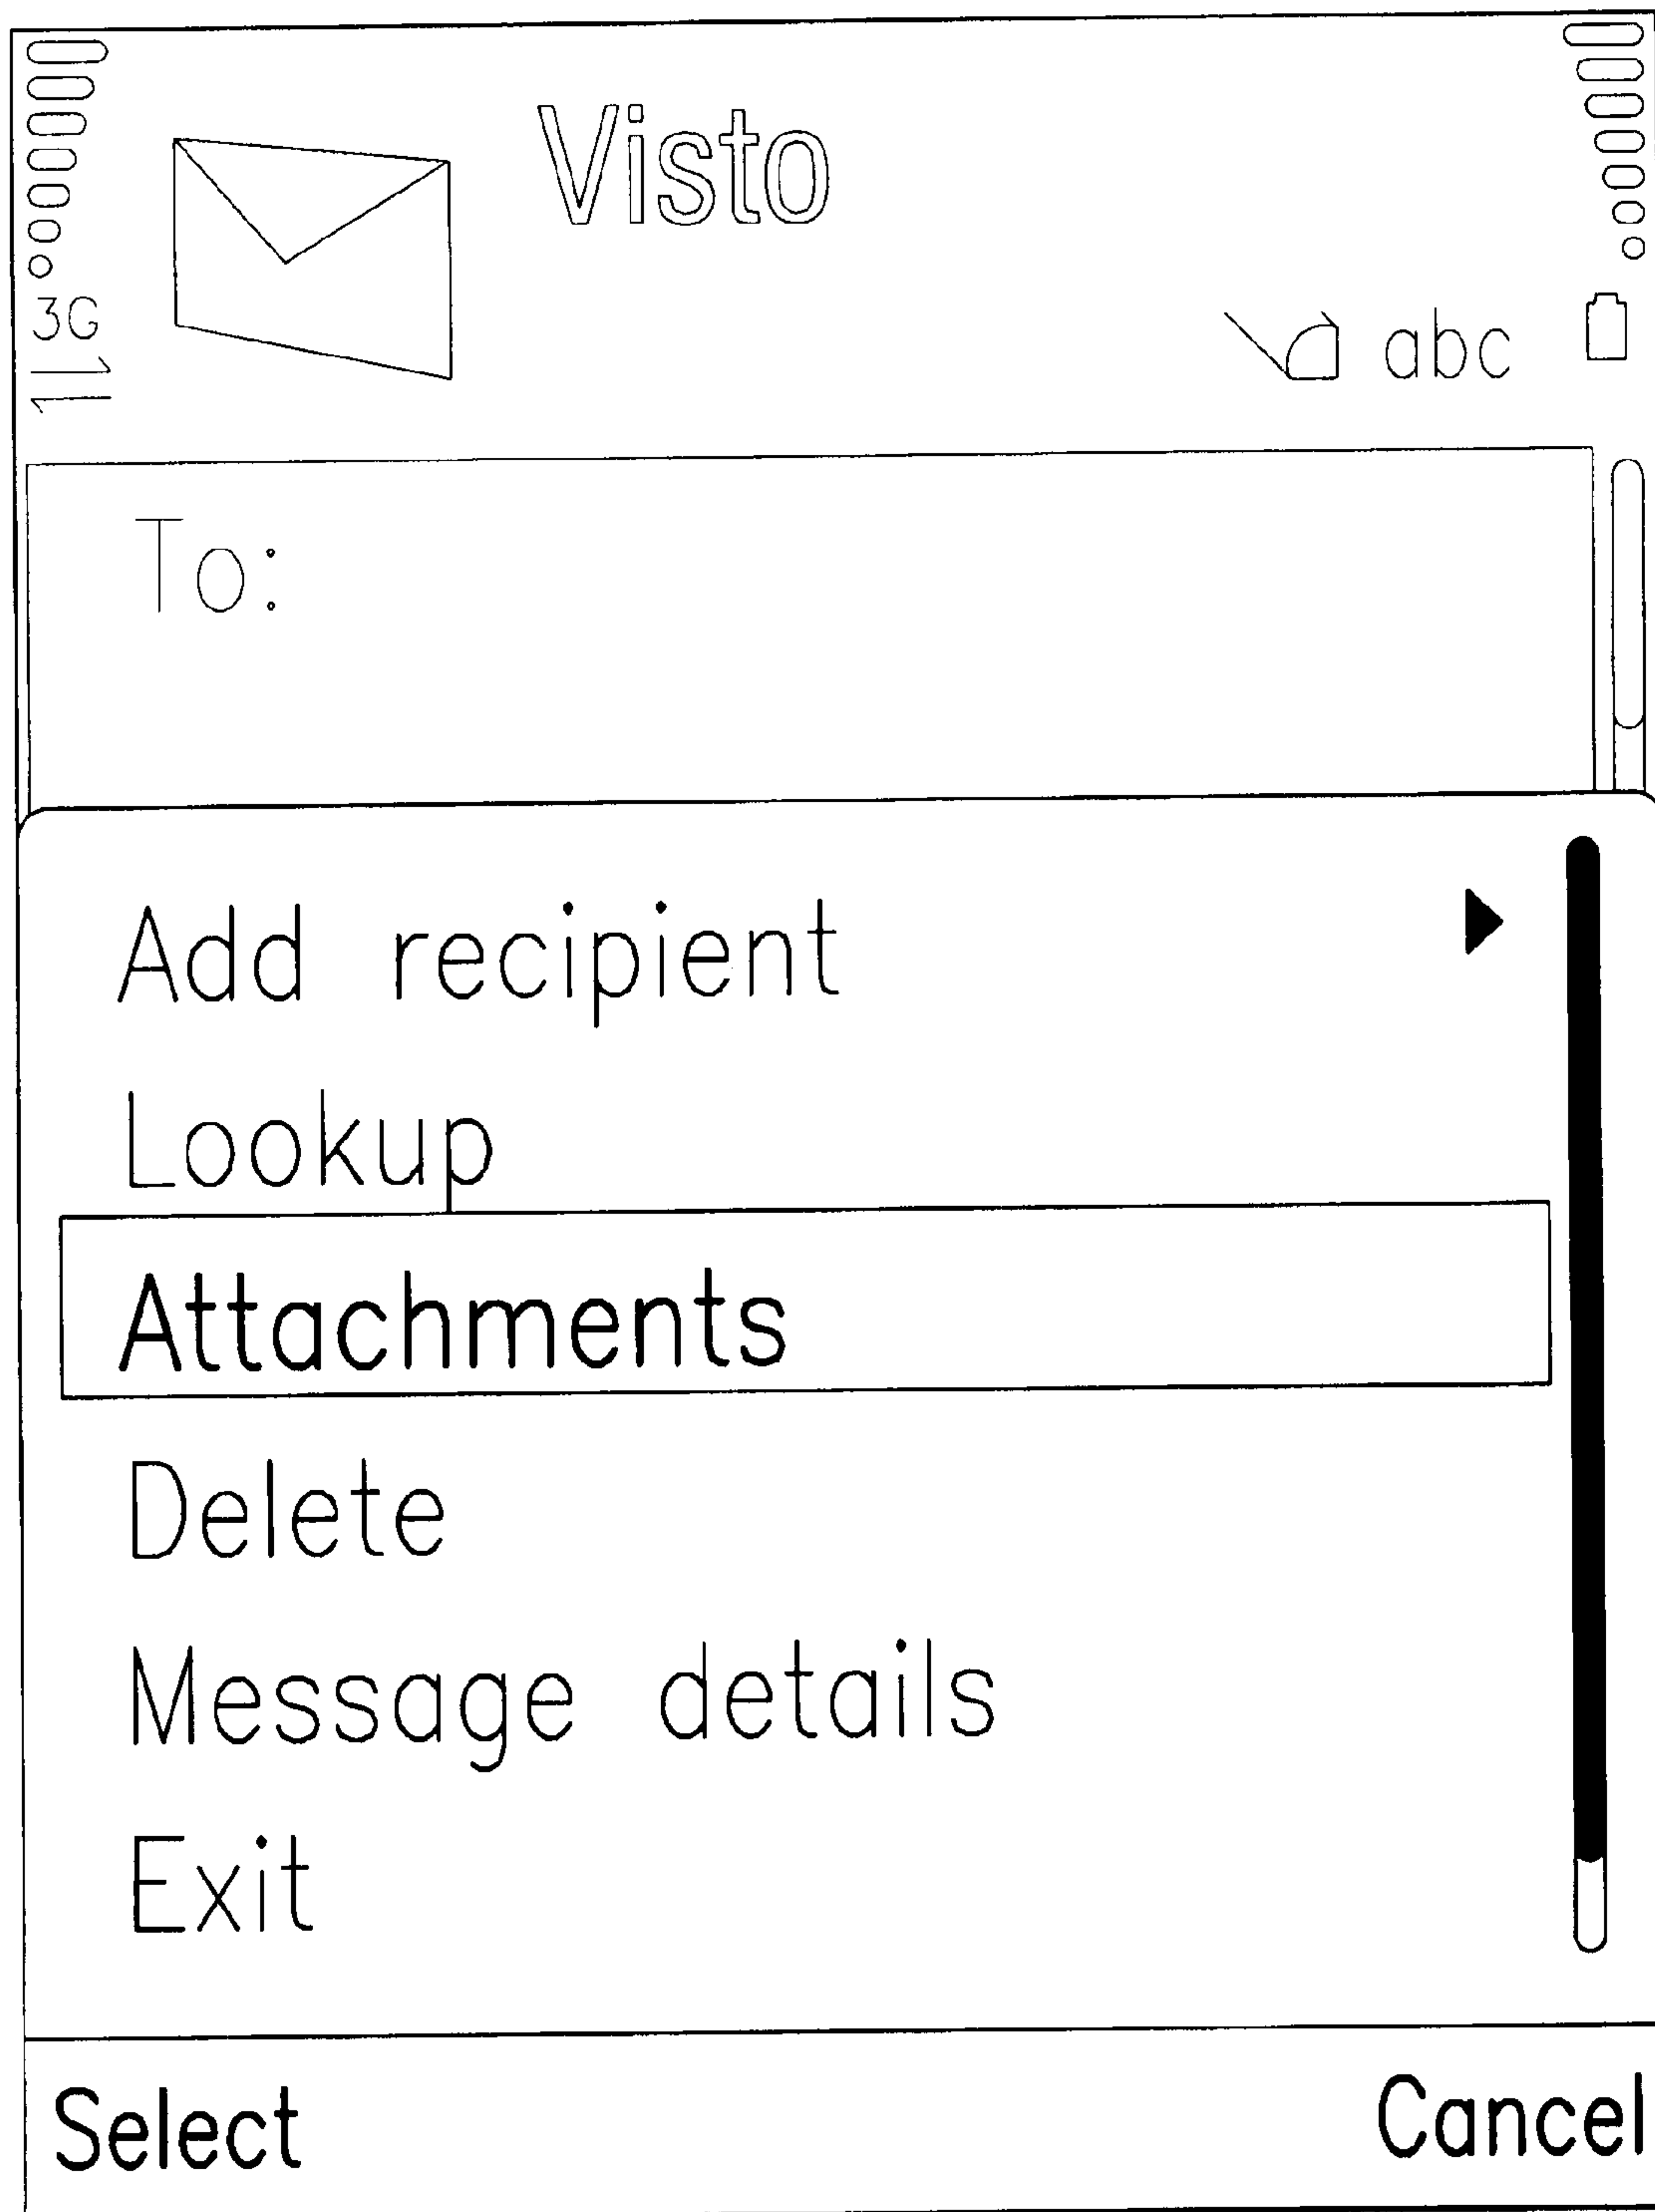 Visto
3G
abc
To:
Add recipient
Lookup
Attachments
Delete
Message details
Exit
Select Cancel